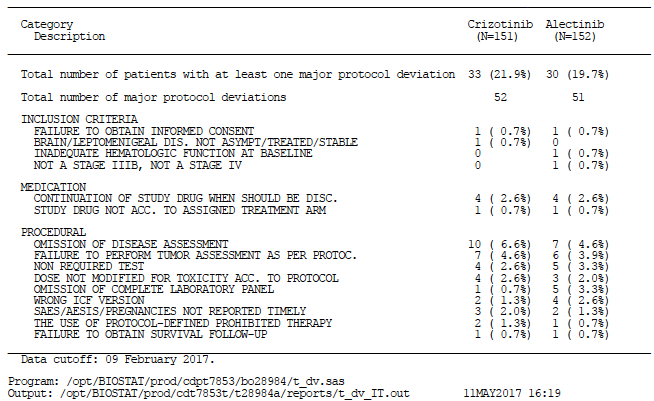 Category Crizotinib Alectinib
Description (N=151) (N=152)
Total number of patients with at least one major protocol deviation 33 (21.9%) 30 (19.7%)
Total number of major protocol deviations 52 51
INCLUSION CRITERIA
FAILURE TO OBTAIN INFORMED CONSENT 1 ( 0.7%) 1 ( 0.7%)
BRAIN/LEPTOMENIGEAL DIS. NOT ASYMPT/TREATED/STABLE 1 ( 0.7%) 0
INADEQUATE HEMATOLOGIC FUNCTION AT BASELINE 0 1 ( 0.7%)
NOT A STAGE IIIB, NOT A STAGE IV 0 1 ( 0.7%)
MEDICATION
CONTINUATION OF STUDY DRUG WHEN SHOULD BE DISC. 4 ( 2.6%) 4 ( 2.6%)
STUDY DRUG NOT ACC. TO ASSIGNED TREATMENT ARM 1 ( 0.7%) 1 ( 0.7%)
PROCEDURAL
OMISSION OF DISEASE ASSESSMENT 10 ( 6.6%) 7 ( 4.6%)
FAILURE TO PERFORM TUMOR ASSESSMENT AS PER PROTOC. 7 ( 4.6%) 6 ( 3.9%)
NON REQUIRED TEST 4 ( 2.6%) 5 ( 3.3%)
DOSE NOT MODIFIED FOR TOXICITY ACC. TO PROTOCOL 4 ( 2.6%) 3 ( 2.0%)
OMISSION OF COMPLETE LABORATORY PANEL 1 ( 0.7%) 5 ( 3.3%)
WRONG ICF VERSION 2 ( 1.3%) 4 ( 2.6%)
SAES/AESIS/PREGNANCIES NOT REPORTED TIMELY 3 ( 2.0%) 2 ( 1.3%)
THE USE OF PROTOCOL-DEFINED PROHIBITED THERAPY 2 ( 1.3%) 1 ( 0.7%)
FAILURE TO OBTAIN SURVIVAL FOLLOW-UP 1 ( 0.7%) 1 ( 0.7%)
Data cutoff: 09 February 2017.
Program: /opt/BIOSTAT/prod/cdpt7853/bo28984/t_dv.sas
Output: /opt/BIOSTAT/prod/cdt7853t/t28984a/reports/t_dv_IT.out 11MAY2017 16:19